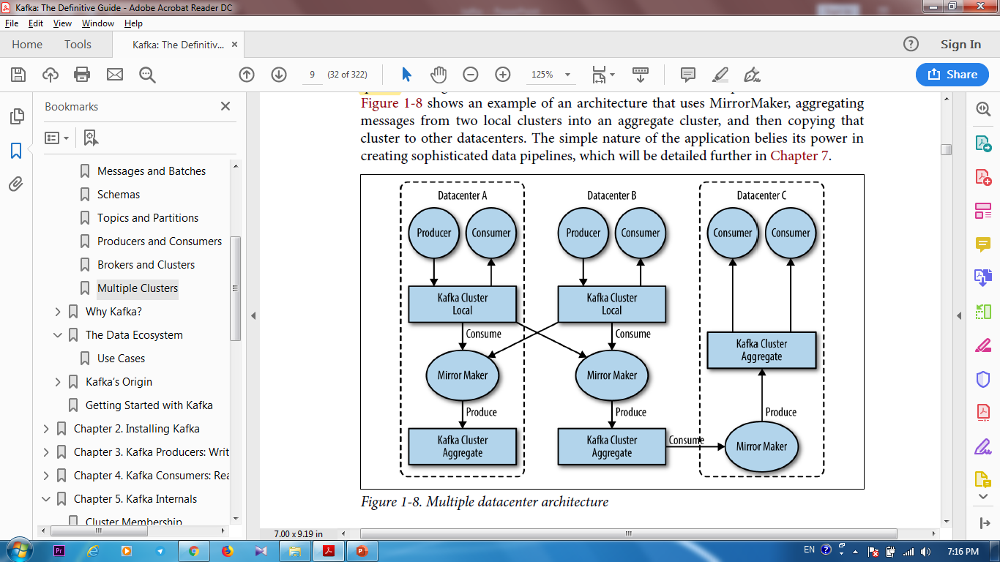 Kafka: The Definitive Guide - Adobe Acrobat Reader DC
File Edit View Window Help
Home Tools Kafka: The Definitiv... × Sign In
9 (32 of 322) 125% Share
Bookmarks
Messages and Batches
Schemas
Topics and Partitions
Producers and Consumers
Brokers and Clusters
Multiple Clusters
Why Kafka?
The Data Ecosystem
Use Cases
Kafka's Origin
Getting Started with Kafka
Chapter 2. Installing Kafka
Chapter 3. Kafka Producers: Writ
Chapter 4. Kafka Consumers: Rea
Chapter 5. Kafka Internals
Cluster Membership
Figure 1-8 shows an example of an architecture that uses MirrorMaker, aggregating
messages from two local clusters into an aggregate cluster, and then copying that
cluster to other datacenters. The simple nature of the application belies its power in
creating sophisticated data pipelines, which will be detailed further in Chapter 7.
Datacenter A Datacenter B Datacenter C
Producer Consumer Producer Consumer Consumer Consumer
Kafka Cluster
Local
Kafka Cluster
Local
Consume Consume
Kafka Cluster
Aggregate
Mirror Maker Mirror Maker
Produce Produce Produce
Kafka Cluster
Aggregate
Kafka Cluster
Aggregate
Consume
Mirror Maker
Figure 1-8. Multiple datacenter architecture
7.00 x 9.19 in
Pr EN 7:16 PM